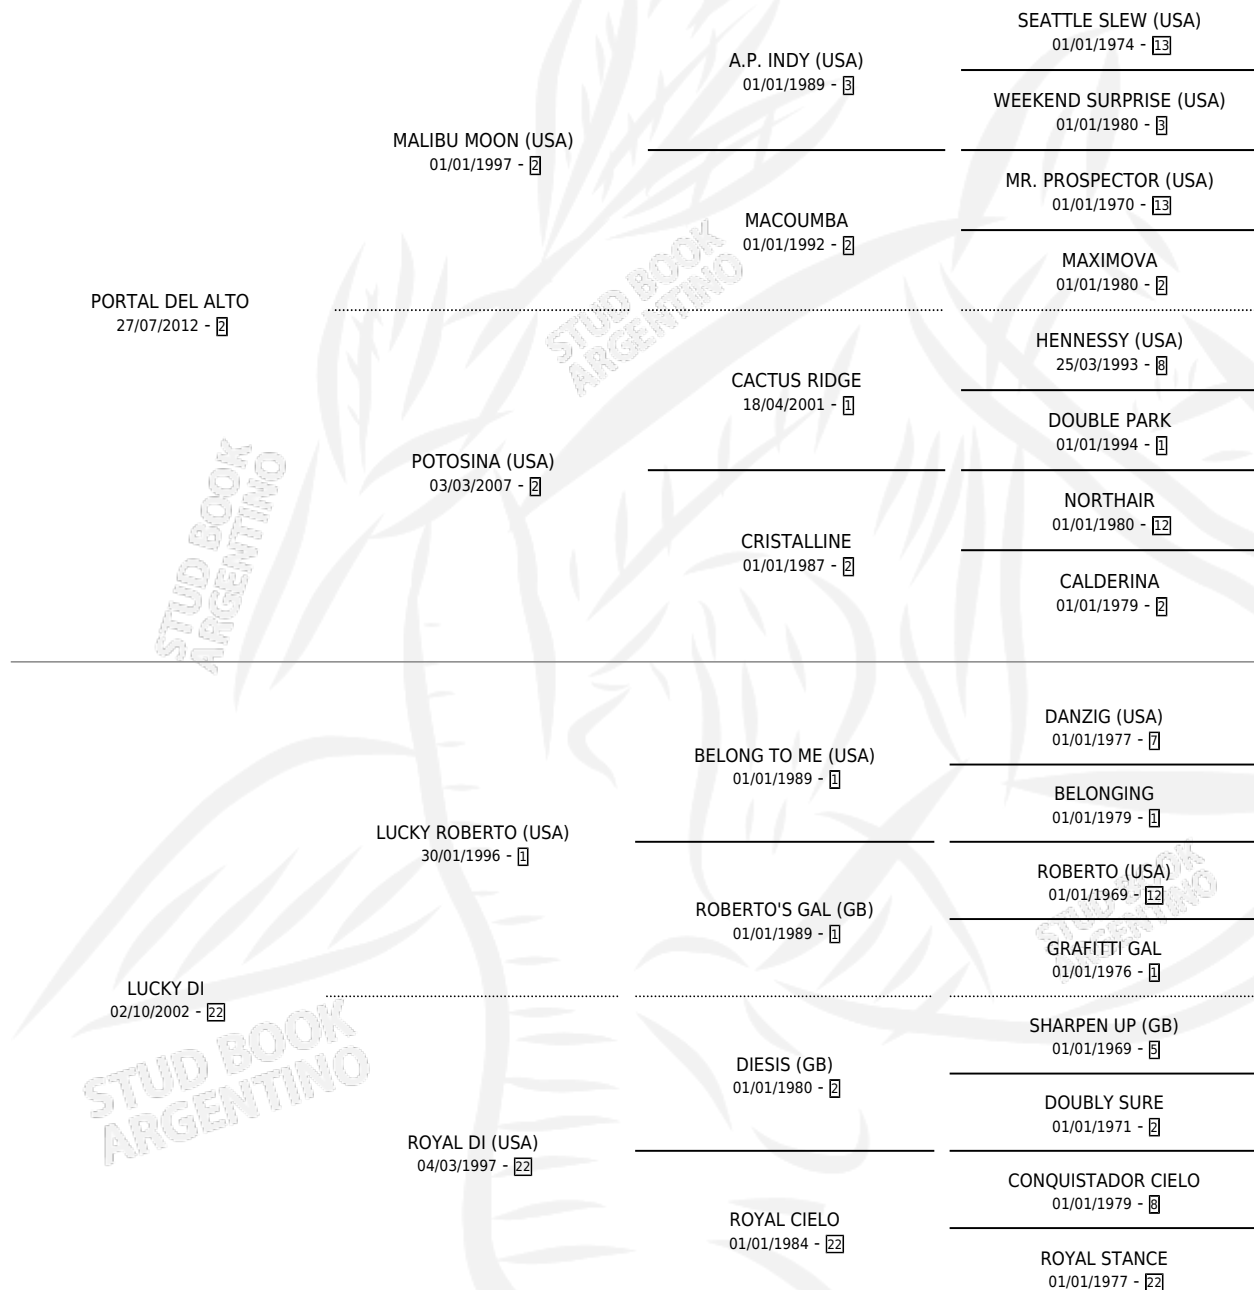 SEATTLE SLEW (USA)
01/01/1974 - 13
A.P. INDY (USA)
01/01/1989 - 3
WEEKEND SURPRISE (USA)
01/01/1980 - 3
MALIBU MOON (USA)
01/01/1997 - 2
MR. PROSPECTOR (USA)
01/01/1970 - 13
MACOUMBA
01/01/1992 - 2
MAXIMOVA
01/01/1980 - 2
PORTAL DEL ALTO
27/07/2012 - 2
STUD BOOK
ARGENTINO
HENNESSY (USA)
25/03/1993 - 8
CACTUS RIDGE
18/04/2001 - 1
DOUBLE PARK
01/01/1994 - 1
POTOSINA (USA)
03/03/2007 - 2
NORTHAIR
01/01/1980 - 12
CRISTALLINE
01/01/1987 - 2
CALDERINA
01/01/1979 - 2
STUD BOOK
ARGENTINO
DANZIG (USA)
01/01/1977 - 7
BELONG TO ME (USA)
01/01/1989 - 1
BELONGING
01/01/1979 - 1
LUCKY ROBERTO (USA)
30/01/1996 - 1
ROBERTO (USA)
01/01/1969 - 12
STUD BOOK
ARGENTINO
ROBERTO'S GAL (GB)
01/01/1989 - 1
GRAFITTI GAL
01/01/1976 - 1
LUCKY DI
02/10/2002 - 22
STUD BOOK
ARGENTINO
SHARPEN UP (GB)
01/01/1969 - 5
DIESIS (GB)
01/01/1980 - 2
DOUBLY SURE
01/01/1971 - 2
ROYAL DI (USA)
04/03/1997 - 22
CONQUISTADOR CIELO
01/01/1979 - 8
ROYAL CIELO
01/01/1984 - 22
ROYAL STANCE
01/01/1977 - 22